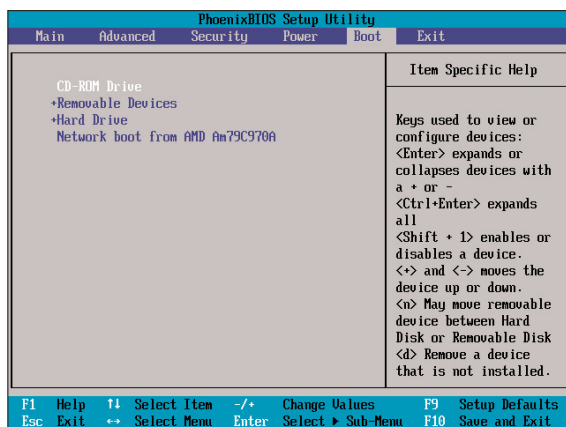 PhoenixBIOS Setup Utility
Main Advanced Security Power Boot Exit
CD-ROM Drive
+Removable Devices
+Hard Drive
Network boot from AMD Am79C970A
Item Specific Help
Keys used to view or
configure devices:
<Enter> expands or
collapses devices with
a + or -
<Ctrl+Enter> expands
all
<Shift + 1> enables or
disables a device.
<+> and <-> moves the
device up or down.
<n> May move removable
device between Hard
Disk or Removable Disk
<d> Remove a device
that is not installed.
F1 Help ↑↓ Select Item -/+ Change Values F9 Setup Defaults
Esc Exit ↔ Select Menu Enter Select ▶ Sub-Menu F10 Save and Exit